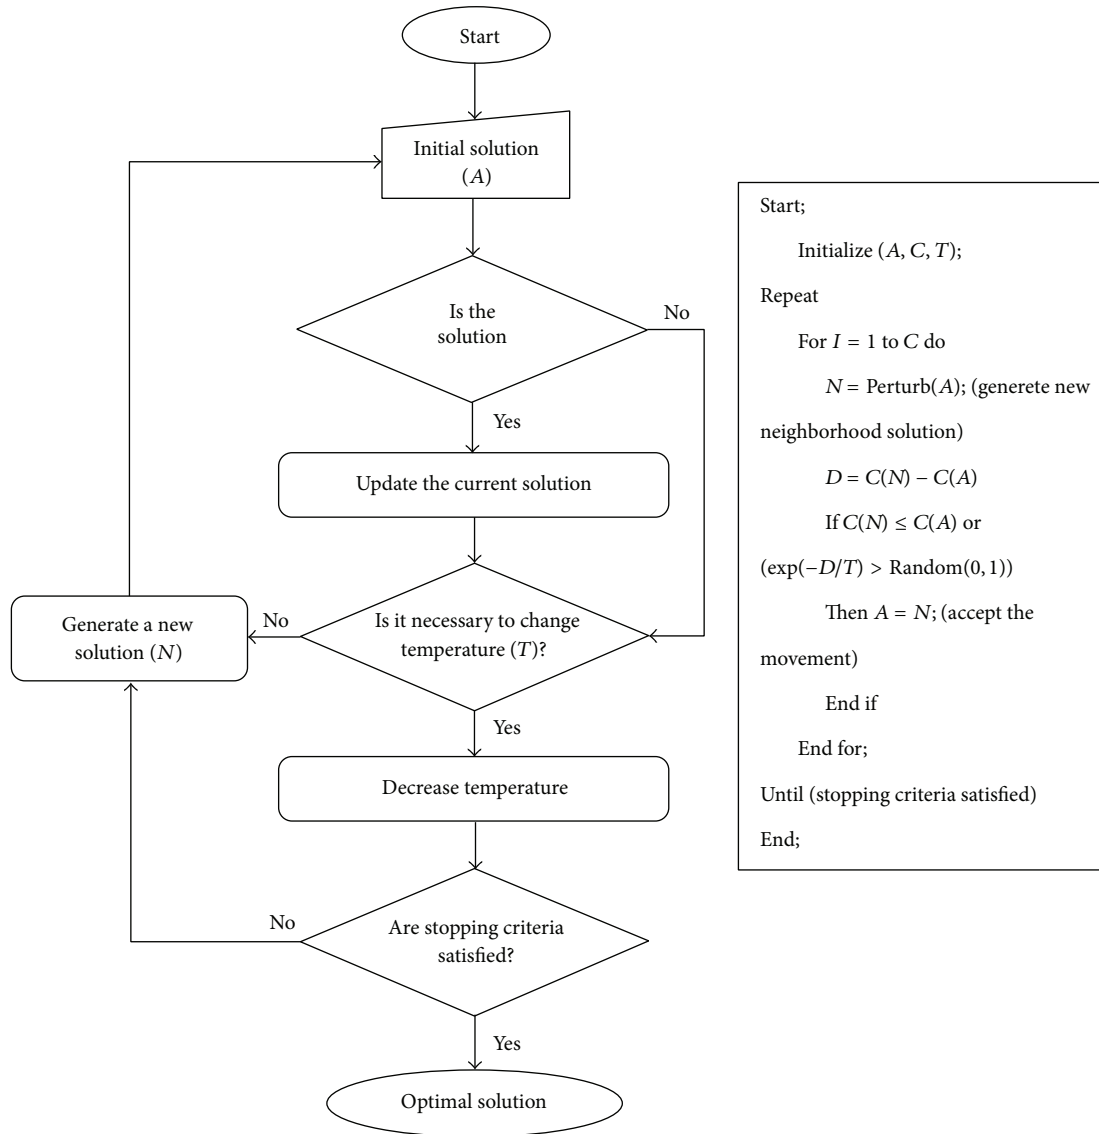 Start
Initial solution
(A)
Is the
solution
No
Yes
Update the current solution
Is it necessary to change
temperature (T)?
No
Generate a new
solution (N)
Yes
Decrease temperature
Are stopping criteria
satisfied?
No
Yes
Optimal solution
Start;
Initialize (A, C, T);
Repeat
For I = 1 to C do
N = Perturb(A); (generete new
neighborhood solution)
D = C(N) − C(A)
If C(N) ≤ C(A) or
(exp(−D/T) > Random(0, 1))
Then A = N; (accept the
movement)
End if
End for;
Until (stopping criteria satisfied)
End;